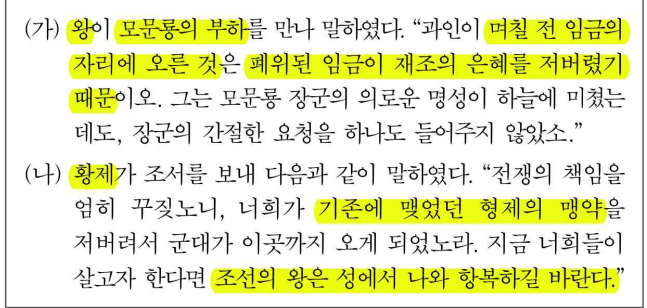 (가) 왕이 모문룡의 부하를 만나 말하였다. “과인이 며칠 전 임금의
자리에 오른 것은 폐위된 임금이 재조의 은혜를 저버렸기
때문이오. 그는 모문룡 장군의 의로운 명성이 하늘에 미쳤는
데도, 장군의 간절한 요청을 하나도 들어주지 않았소.”
(나) 황제가 조서를 보내 다음과 같이 말하였다. “전쟁의 책임을
엄히 꾸짖노니, 너희가 기존에 맺었던 형제의 맹약을
저버려서 군대가 이곳까지 오게 되었노라. 지금 너희들이
살고자 한다면 조선의 왕은 성에서 나와 항복하길 바란다.”